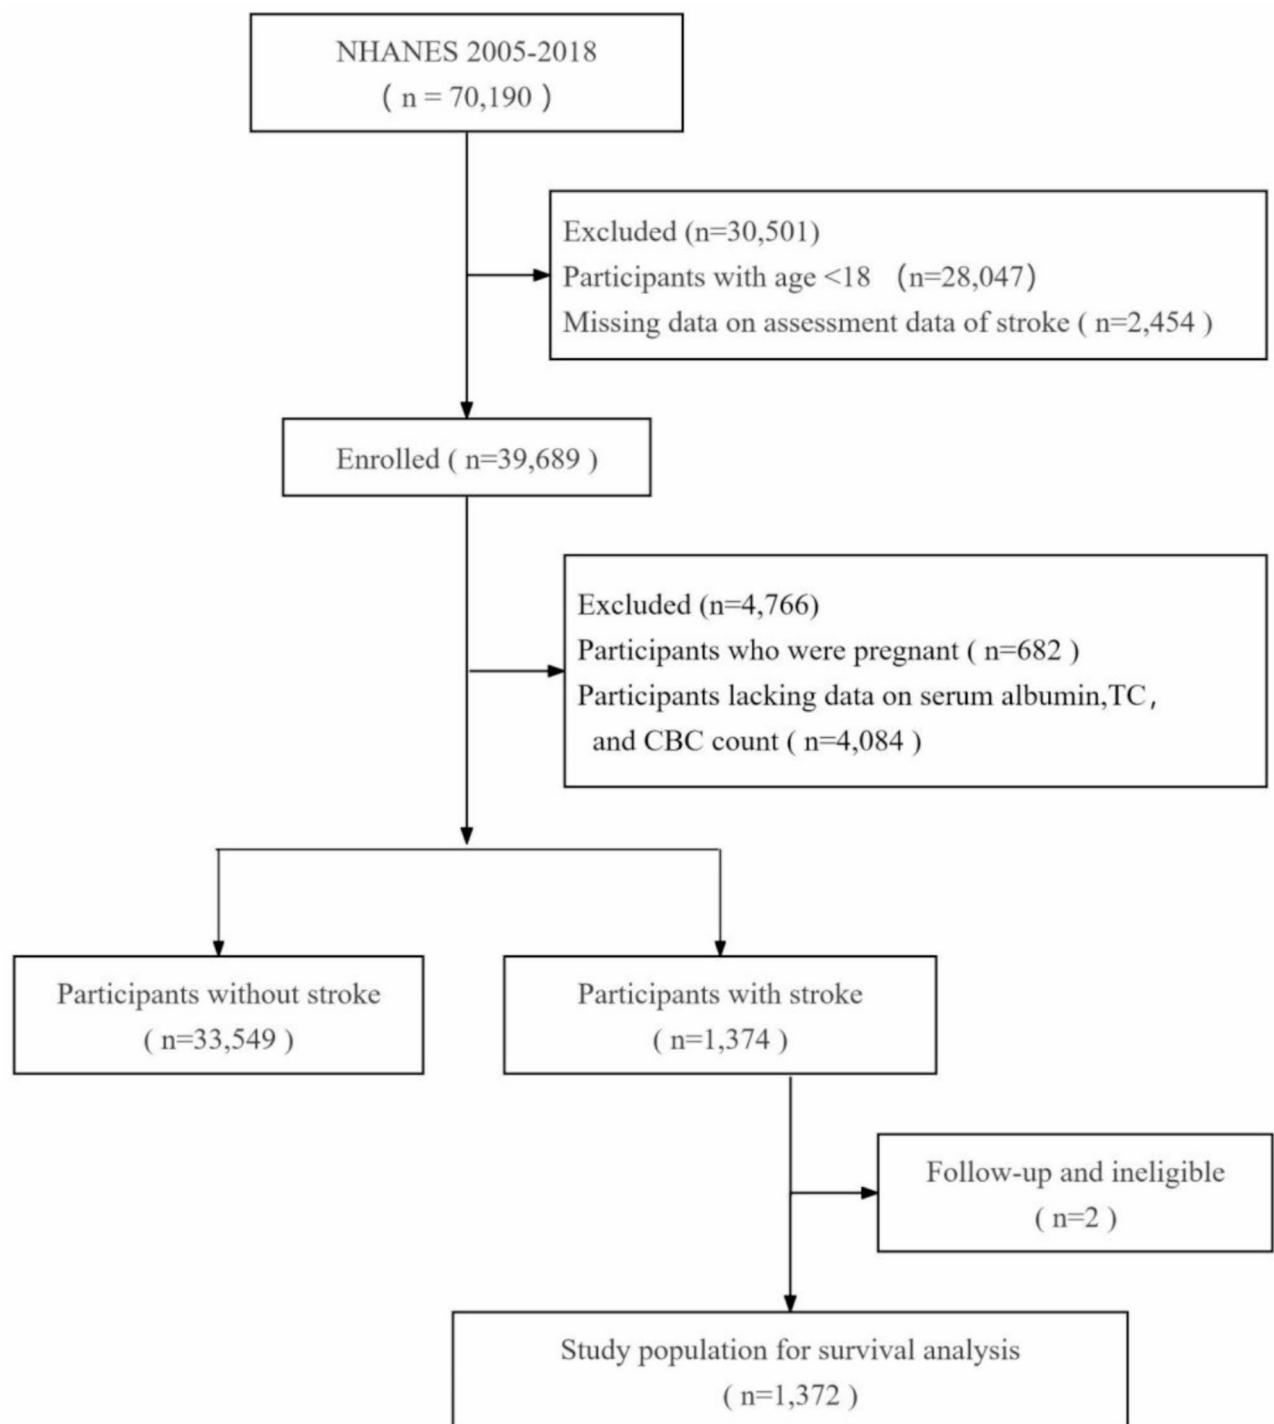 NHANES 2005-2018
( n = 70,190 )
Excluded (n=30,501)
Participants with age <18 (n=28,047)
Missing data on assessment data of stroke ( n=2,454 )
Enrolled ( n=39,689 )
Excluded (n=4,766)
Participants who were pregnant ( n=682 )
Participants lacking data on serum albumin,TC,
and CBC count ( n=4,084 )
Participants without stroke
( n=33,549 )
Participants with stroke
( n=1,374 )
Follow-up and ineligible
( n=2 )
Study population for survival analysis
( n=1,372 )